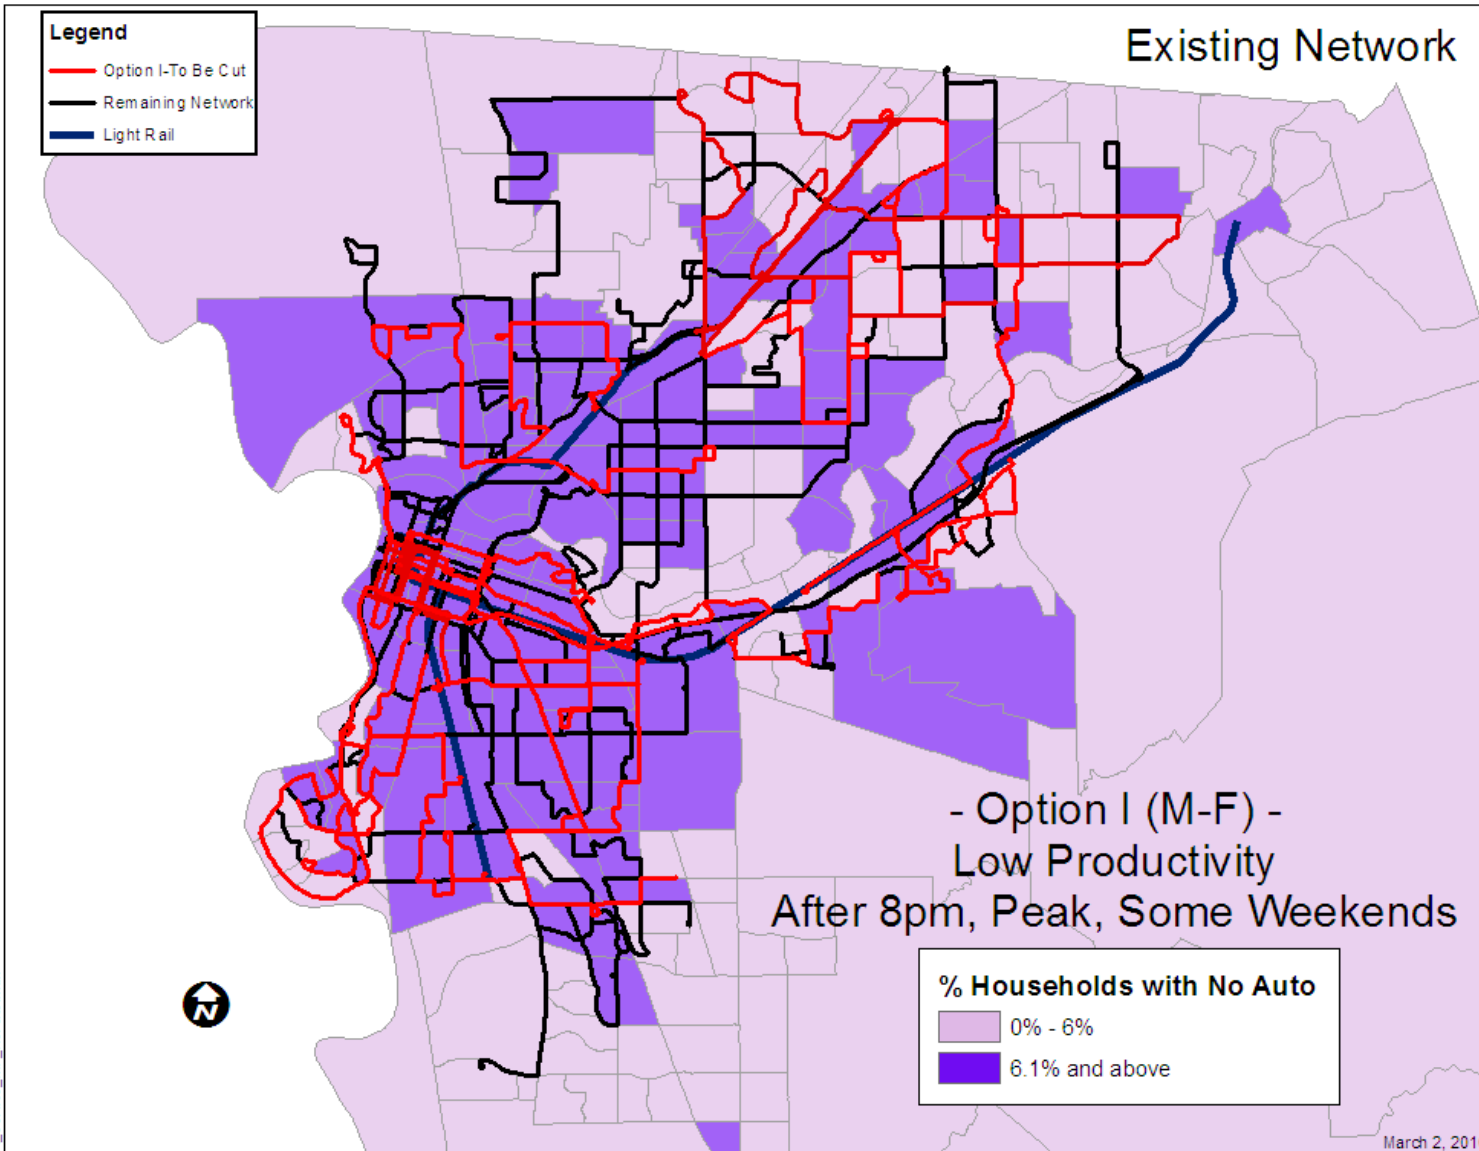 Legend
Option I-To Be Cut
Remaining Network
Light Rail
Existing Network
- Option I (M-F) -
Low Productivity
After 8pm, Peak, Some Weekends
% Households with No Auto
0% - 6%
6.1% and above
N
March 2, 201